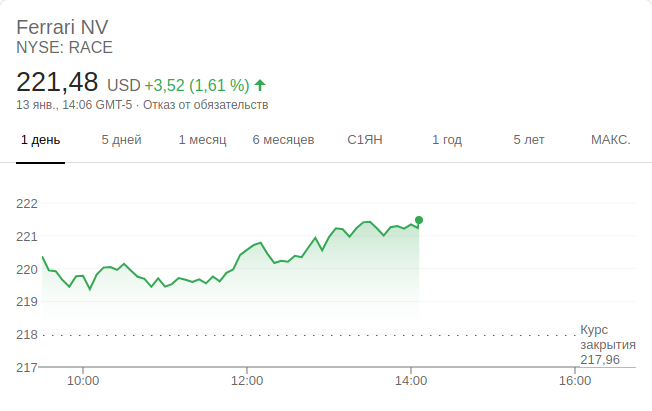 Ferrari NV
NYSE: RACE
221,48 USD +3,52 (1,61 %)
13 янв., 14:06 GMT-5 · Отказ от обязательств
1 день 5 дней 1 месяц 6 месяцев С1ЯН 1 год 5 лет МАКС.
222
221
220
219
218
217
Курс
закрытия
217,96
10:00 12:00 14:00 16:00